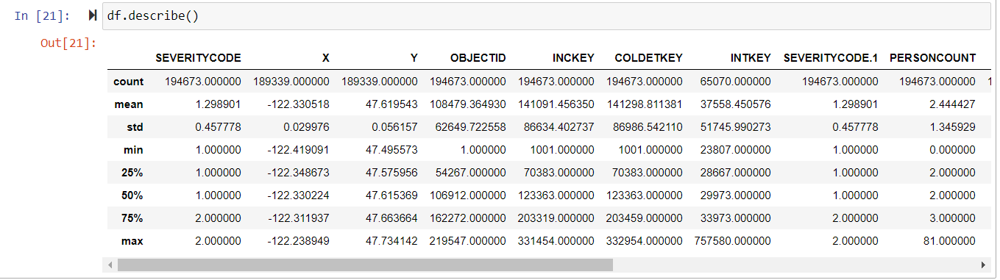 In [21]: df.describe()
Out[21]:
SEVERITYCODE X Y OBJECTID INCKEY COLDETKEY INTKEY SEVERITYCODE.1 PERSONCOUNT
count 194673.000000 189339.000000 189339.000000 194673.000000 194673.000000 194673.000000 65070.000000 194673.000000 194673.000000 1
mean 1.298901 -122.330518 47.619543 108479.364930 141091.456350 141298.811381 37558.450576 1.298901 2.444427
std 0.457778 0.029976 0.056157 62649.722558 86634.402737 86986.542110 51745.990273 0.457778 1.345929
min 1.000000 -122.419091 47.495573 1.000000 1001.000000 1001.000000 23807.000000 1.000000 0.000000
25% 1.000000 -122.348673 47.575956 54267.000000 70383.000000 70383.000000 28667.000000 1.000000 2.000000
50% 1.000000 -122.330224 47.615369 106912.000000 123363.000000 123363.000000 29973.000000 1.000000 2.000000
75% 2.000000 -122.311937 47.663664 162272.000000 203319.000000 203459.000000 33973.000000 2.000000 3.000000
max 2.000000 -122.238949 47.734142 219547.000000 331454.000000 332954.000000 757580.000000 2.000000 81.000000